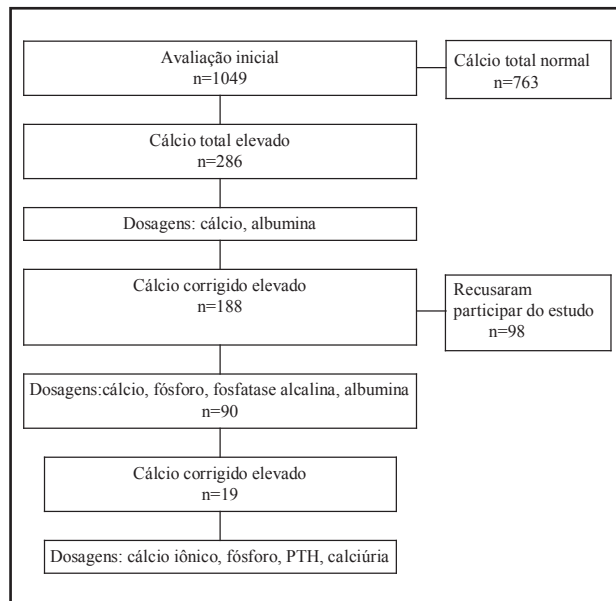 Avaliação inicial
n=1049
Cálcio total normal
n=763
Cálcio total elevado
n=286
Dosagens: cálcio, albumina
Cálcio corrigido elevado
n=188
Recusaram
participar do estudo
n=98
Dosagens:cálcio, fósforo, fosfatase alcalina, albumina
n=90
Cálcio corrigido elevado
n=19
Dosagens: cálcio iônico, fósforo, PTH, calciúria